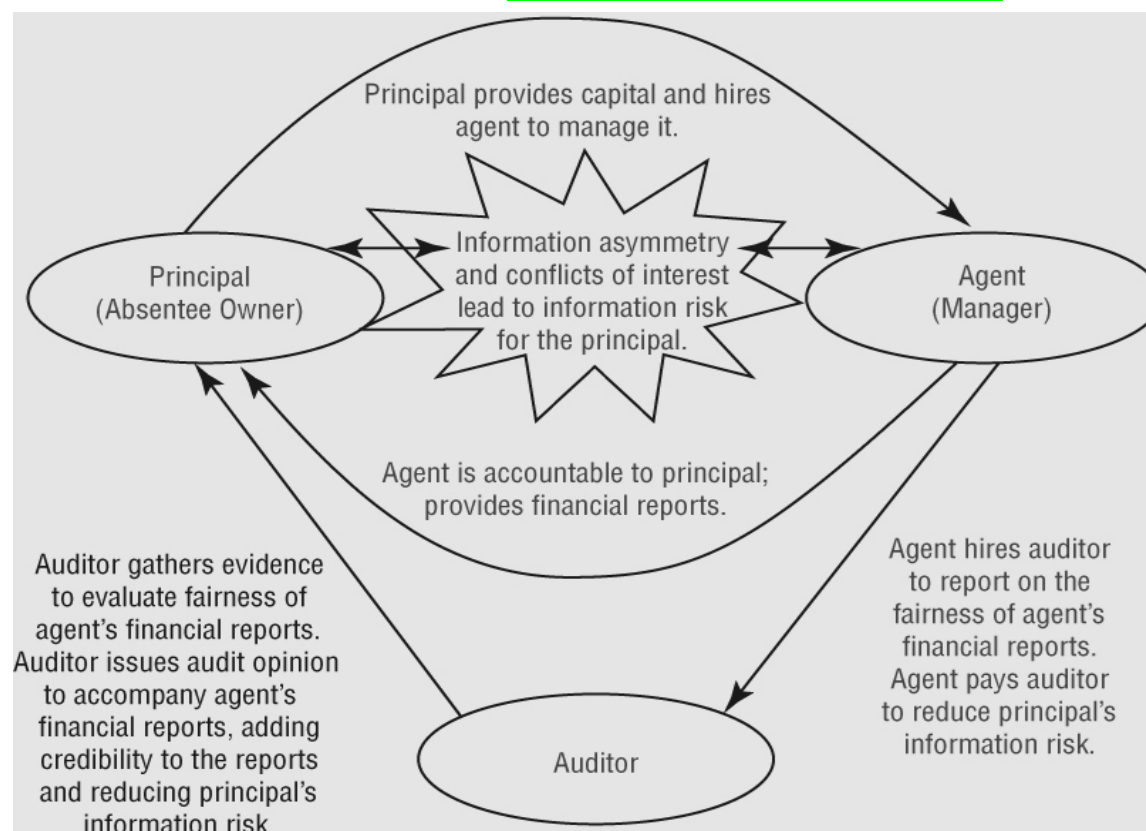 Principal provides capital and hires
agent to manage it.
Information asymmetry
and conflicts of interest
lead to information risk
for the principal.
Principal
(Absentee Owner)
Agent
(Manager)
Agent is accountable to principal;
provides financial reports.
Auditor gathers evidence
to evaluate fairness of
agent's financial reports.
Auditor issues audit opinion
to accompany agent's
financial reports, adding
credibility to the reports
and reducing principal's
information risk
Agent hires auditor
to report on the
fairness of agent's
financial reports.
Agent pays auditor
to reduce principal's
information risk.
Auditor